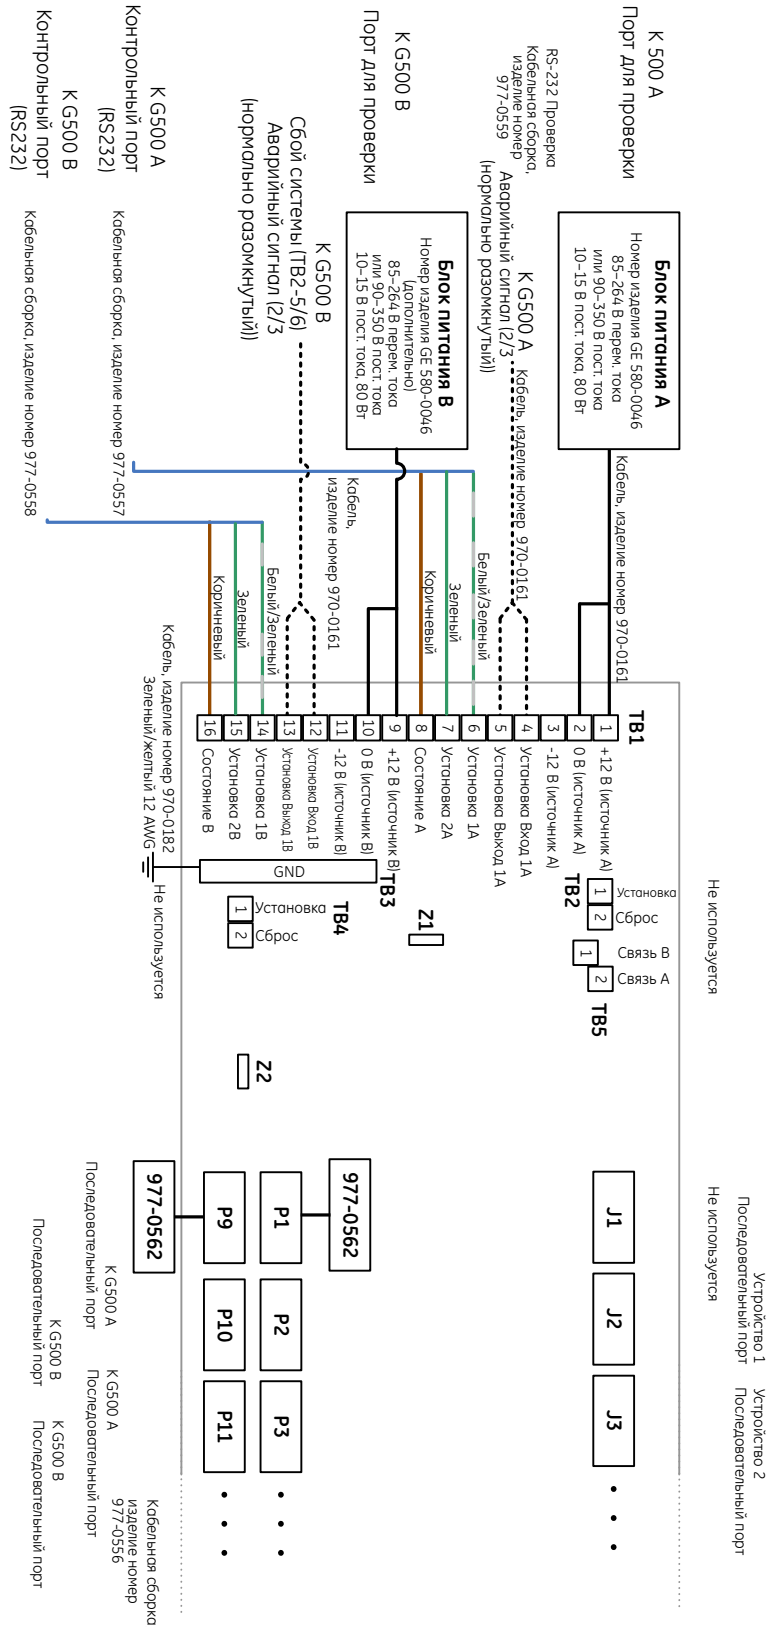 К 500 А
Порт для проверки
RS-232 Проверка
Кабельная сборка,
изделие номер
977-0559
К G500 В
Порт для проверки
К G500 А
Контрольный порт
(RS232)
К G500 В
Контрольный порт
(RS232)
Блок питания А
Номер изделия GE 580-0046
85–264 В перем. тока
или 90–350 В пост. тока
10–15 В пост. тока, 80 Вт
К G500 А
Аварийный сигнал (2/3
(нормально разомкнутый))
Блок питания В
Номер изделия GE 580-0046
(дополнительно)
85–264 В перем. тока
или 90–350 В пост. тока
10–15 В пост. тока, 80 Вт
К G500 В
Сбой системы (TB2-5/6)
Аварийный сигнал (2/3
(нормально разомкнутый))
Кабельная сборка, изделие номер 977-0557
Кабельная сборка, изделие номер 977-0558
Кабель, изделие номер 970-0161
Кабель, изделие номер 970-0161
Кабель,
изделие номер 970-0161
Белый/Зеленый
Зеленый
Коричневый
Белый/Зеленый
Зеленый
Коричневый
Кабель, изделие номер 970-0182
Зеленый/желтый 12 AWG
TB1
1 +12 В (источник А)
2 0 В (источник А)
3 -12 В (источник А)
4 Установка Вход 1А
5 Установка Выход 1А
6 Установка 1А
7 Установка 2А
8 Состояние А
9 +12 В (источник В)
10 0 В (источник В)
11 -12 В (источник В)
12 Установка Вход 1В
13 Установка Выход 1В
14 Установка 1В
15 Установка 2В
16 Состояние В
GND
TB3
Не используется
TB2
1 Установка
2 Сброс
TB4
1 Установка
2 Сброс
Не используется
1 Связь В
2 Связь А
TB5
Z1
Z2
Не используется
Устройство 1
Последовательный порт
Устройство 2
Последовательный порт
J1
J2
J3
977-0562
P1
P2
P3
P9
P10
P11
977-0562
К G500 А
Последовательный порт
К G500 А
Последовательный порт
К G500 В
Последовательный порт
К G500 В
Последовательный порт
Кабельная сборка
изделие номер
977-0556